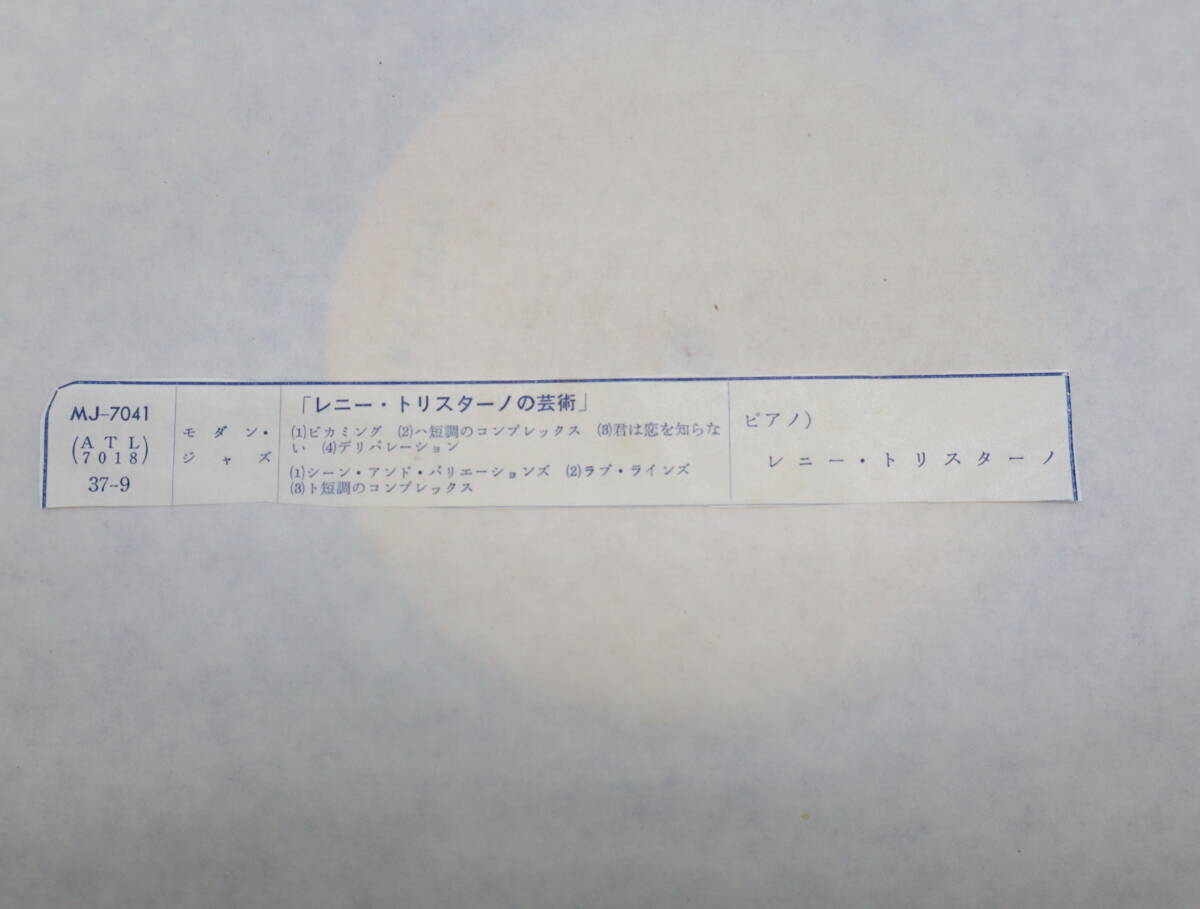 MJ-7041
(ATL
7018)
37-9
モダン・
ジャズ
「レニー・トリスターノの芸術」
(1)ビカミング (2)ハ短調のコンプレックス (3)君は恋を知らな
い (4)デリバレーション
(1)シーン・アンド・バリエーションズ (2)ラブ・ラインズ
(3)ト短調のコンプレックス
ピアノ)
レニー・トリスターノ